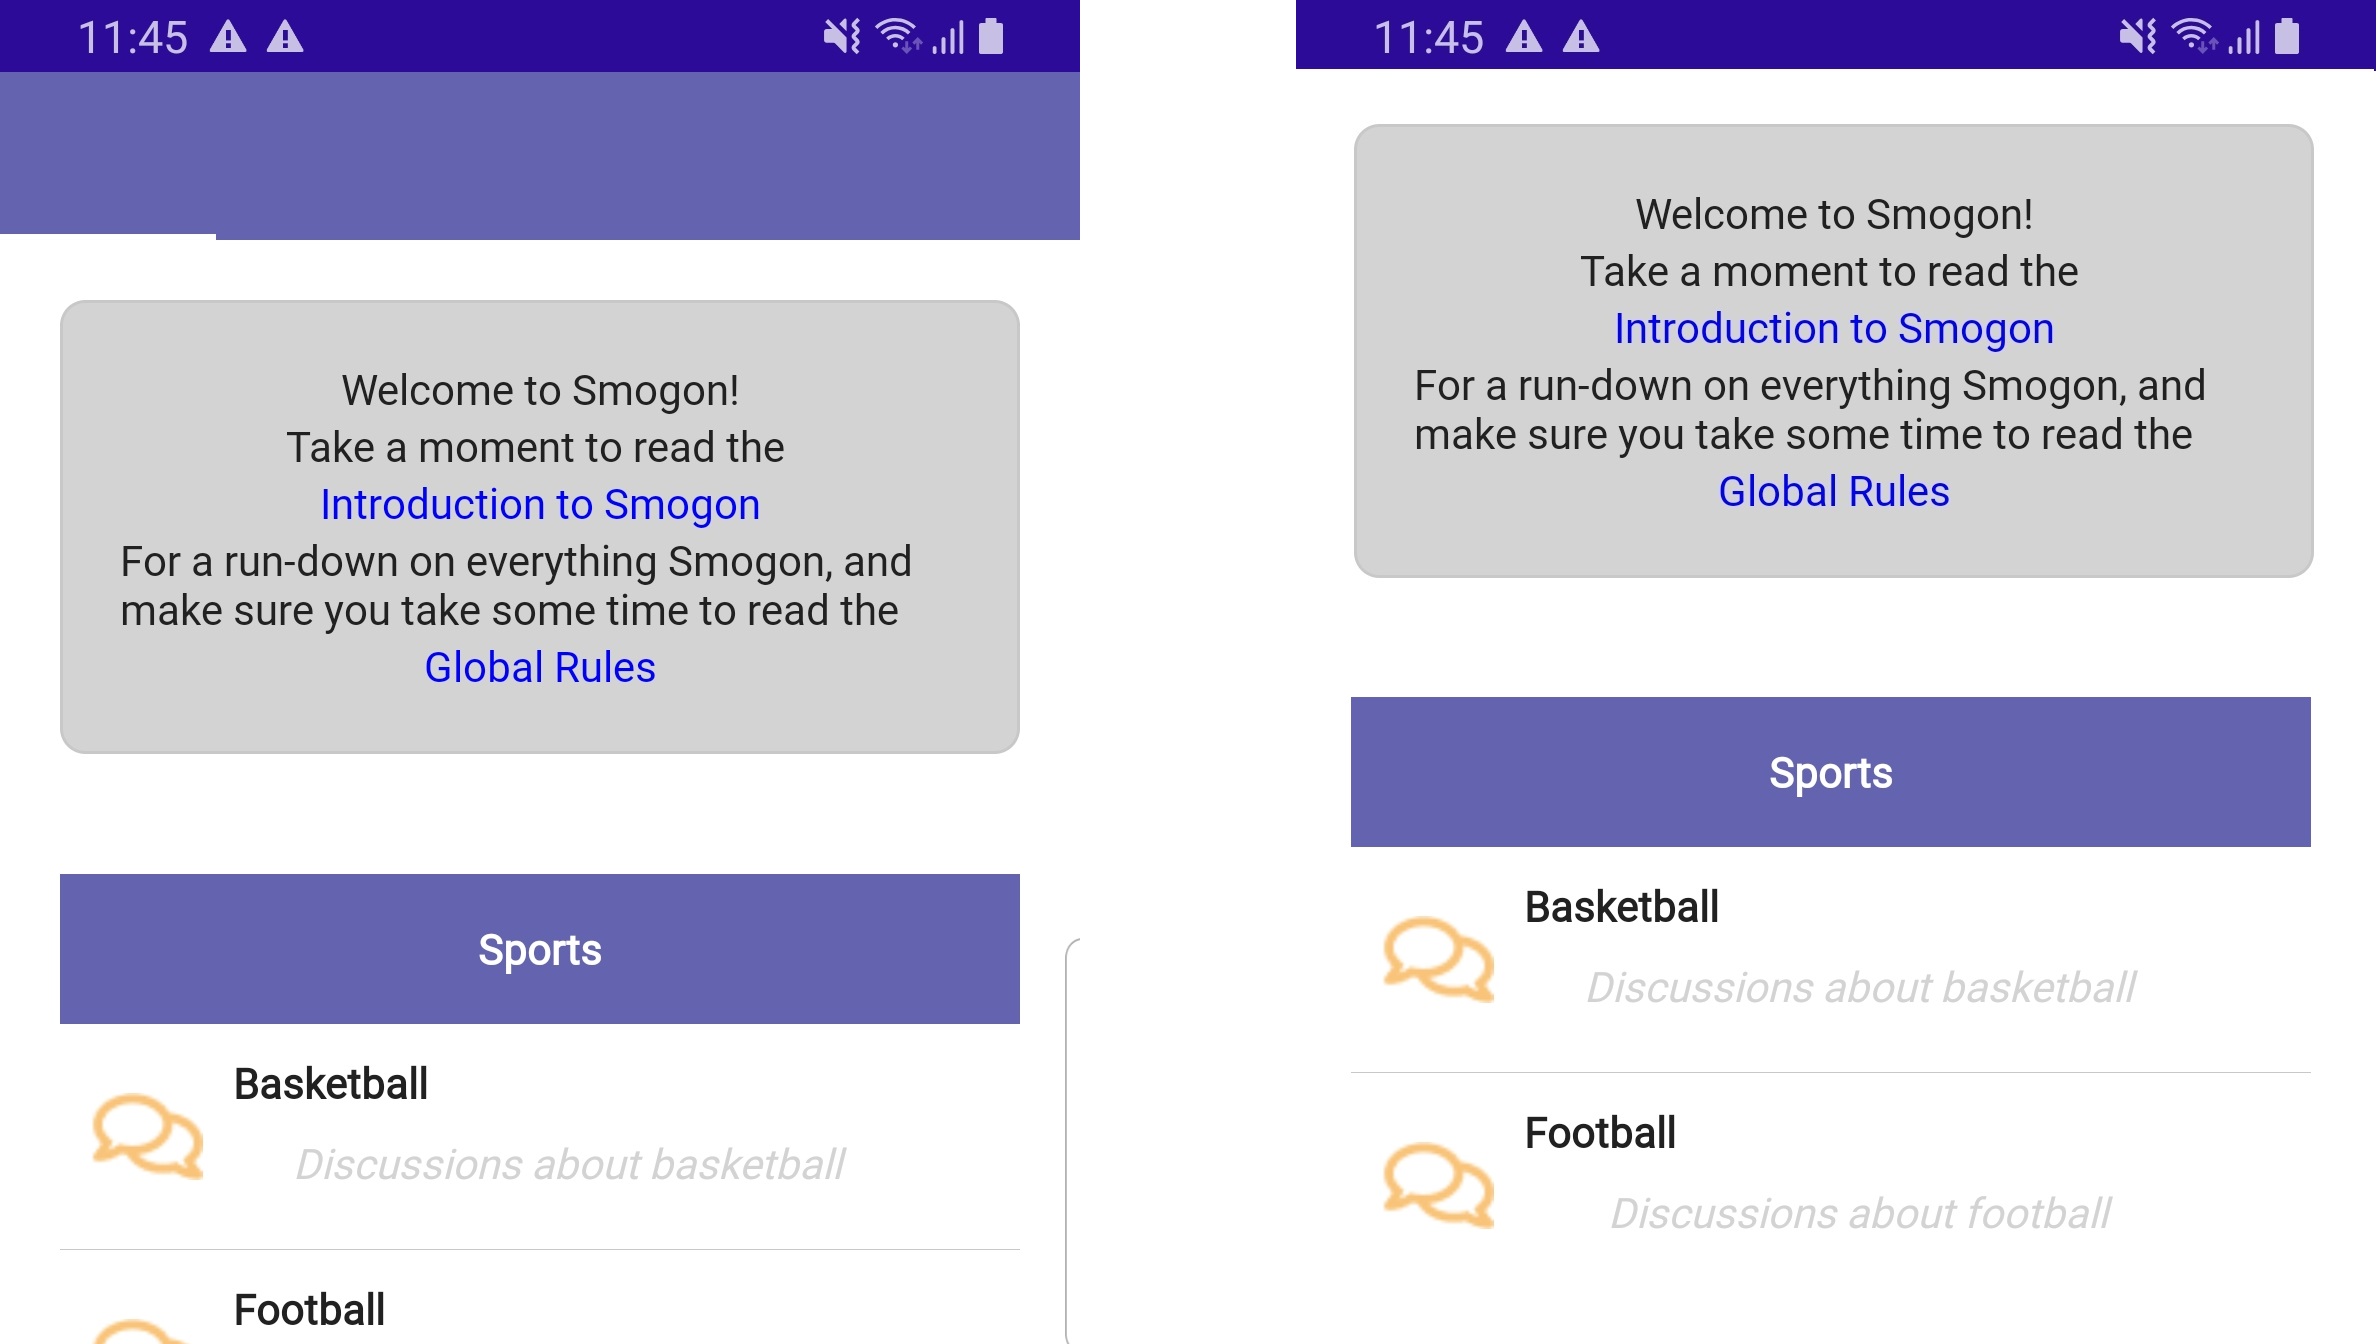 11:45
Welcome to Smogon!
Take a moment to read the
Introduction to Smogon
For a run-down on everything Smogon, and
make sure you take some time to read the
Global Rules
Sports
Basketball
Discussions about basketball
Football
11:45
Welcome to Smogon!
Take a moment to read the
Introduction to Smogon
For a run-down on everything Smogon, and
make sure you take some time to read the
Global Rules
Sports
Basketball
Discussions about basketball
Football
Discussions about football